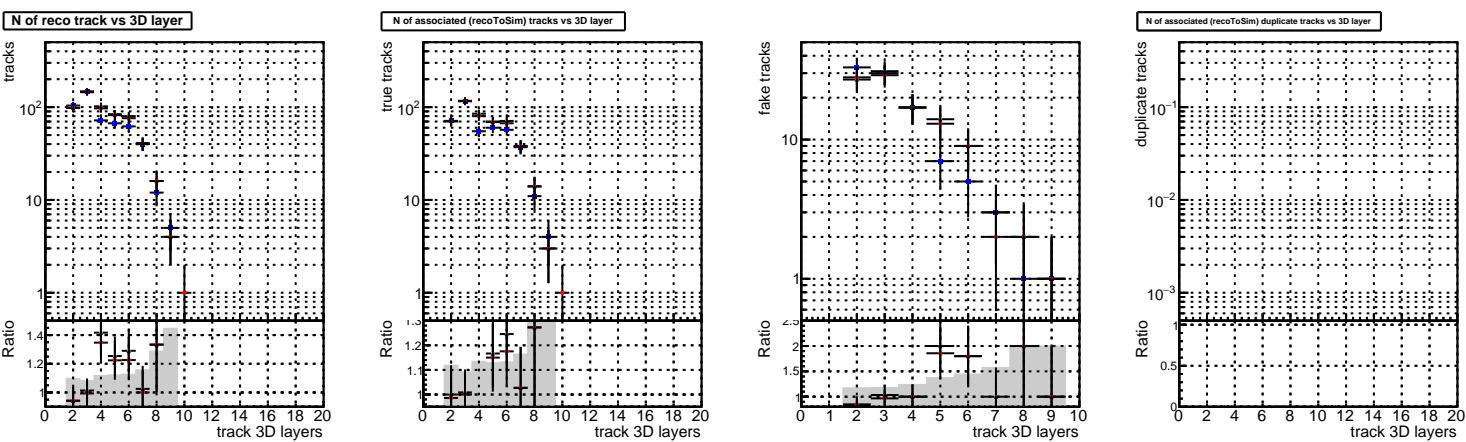 N of reco track vs 3D layer
tracks
10²
10
1
Ratio
1.4
1.2
1
0 2 4 6 8 10 12 14 16 18 20
track 3D layers
N of associated (recoToSim) tracks vs 3D layer
true tracks
10²
10
1
Ratio
1.3
1.2
1.1
1
0 2 4 6 8 10 12 14 16 18 20
track 3D layers
fake tracks
10
1
Ratio
2.5
2
1.5
1
0 1 2 3 4 5 6 7 8 9 10
track 3D layers
N of associated (recoToSim) duplicate tracks vs 3D layer
duplicate tracks
10⁻¹
10⁻²
10⁻³
Ratio
1
0.5
0
0 2 4 6 8 10 12 14 16 18 20
track 3D layers